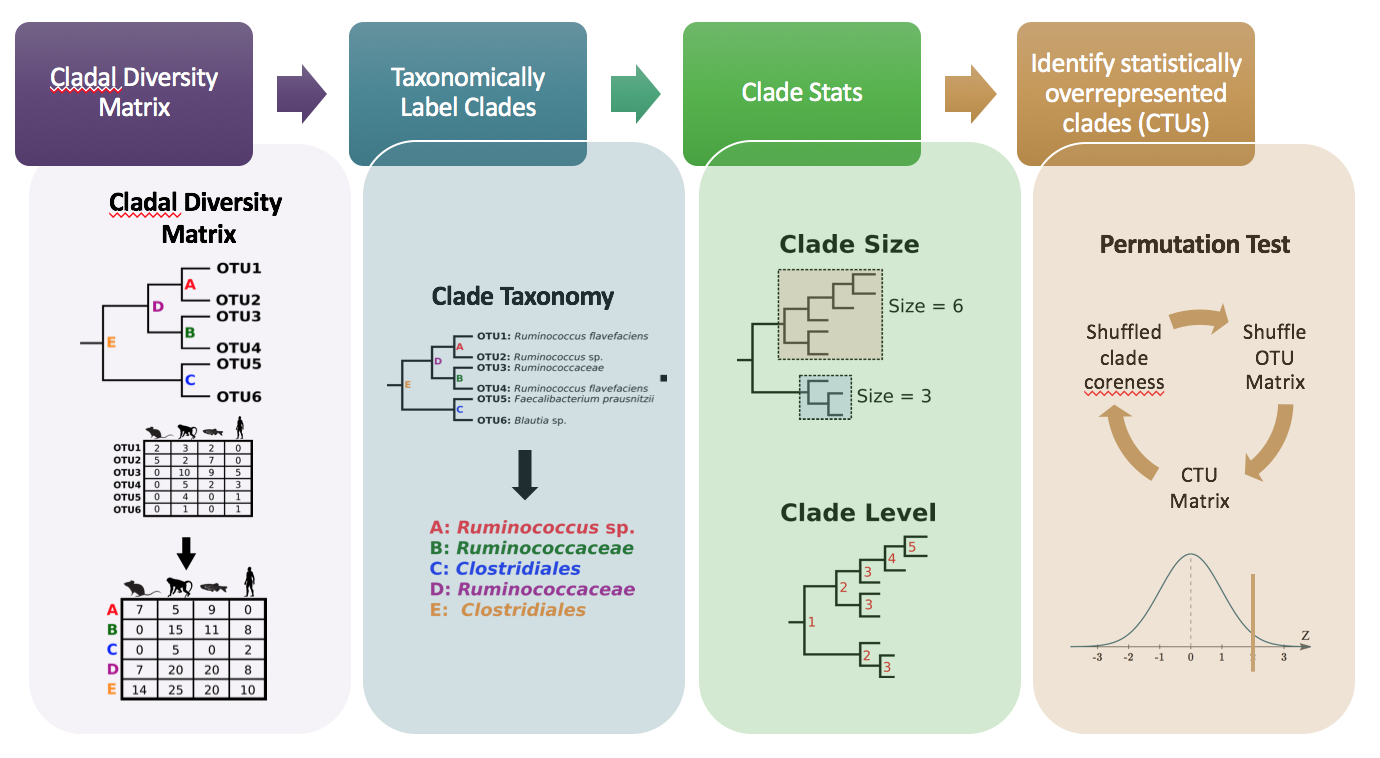 Cladal Diversity
Matrix
Taxonomically
Label Clades
Clade Stats
Identify statistically
overrepresented
clades (CTUs)
Cladal Diversity
Matrix
OTU1
OTU2
OTU3
OTU4
OTU5
OTU6
A
D
B
E
C
OTU1 2 3 2 0
OTU2 5 2 7 0
OTU3 0 10 9 5
OTU4 0 5 2 3
OTU5 0 4 0 1
OTU6 0 1 0 1
A 7 5 9 0
B 0 15 11 8
C 0 5 0 2
D 7 20 20 8
E 14 25 20 10
Clade Taxonomy
OTU1: Ruminococcus flavefaciens
OTU2: Ruminococcus sp.
OTU3: Ruminococcaceae
OTU4: Ruminococcus flavefaciens
OTU5: Faecalibacterium prausnitzii
OTU6: Blautia sp.
A
D
B
E
C
A: Ruminococcus sp.
B: Ruminococcaceae
C: Clostridiales
D: Ruminococcaceae
E: Clostridiales
Clade Size
Size = 6
Size = 3
Clade Level
5
4
3
2
3
1
2
3
Permutation Test
Shuffled
clade
coreness
Shuffle
OTU
Matrix
CTU
Matrix
Z
-3 -2 -1 0 1 2 3